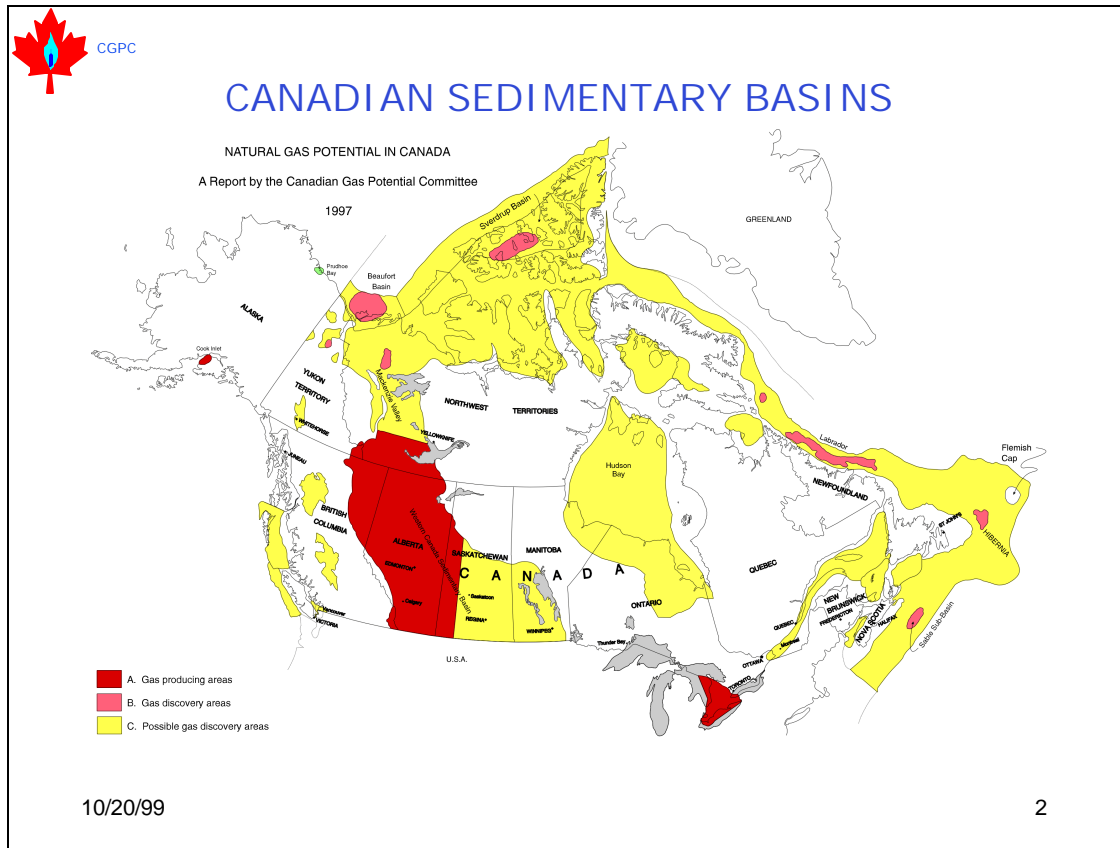 CGPC
CANADIAN SEDIMENTARY BASINS
NATURAL GAS POTENTIAL IN CANADA
A Report by the Canadian Gas Potential Committee
1997
Sverdrup Basin
GREENLAND
Prudhoe
Bay
Beaufort
Basin
ALASKA
Cook Inlet
YUKON
TERRITORY
Mackenzie Valley
NORTHWEST TERRITORIES
WHITEHORSE
YELLOWKNIFE
JUNEAU
Labrador
Flemish
Cap
Hudson
Bay
NEWFOUNDLAND
ST JOHN'S
HIBERNIA
BRITISH
COLUMBIA
ALBERTA
Western Canada Sedimentary Basin
SASKATCHEWAN
MANITOBA
EDMONTON
CANADA
QUEBEC
Saskatoon
Calgary
ONTARIO
NEW
BRUNSWICK
FREDERICTON
NOVA SCOTIA
HALIFAX
Sable Sub-Basin
Vancouver
VICTORIA
REGINA
WINNIPEG
QUEBEC
Thunder Bay
Montreal
OTTAWA
TORONTO
U.S.A.
A. Gas producing areas
B. Gas discovery areas
C. Possible gas discovery areas
10/20/99
2